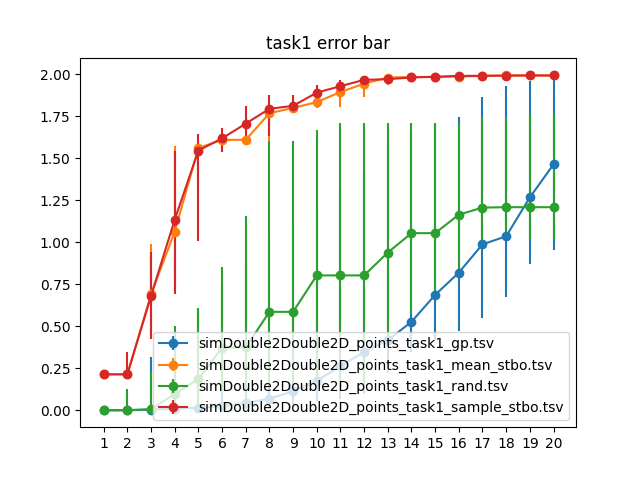 task1 error bar
2.00
1.75
1.50
1.25
1.00
0.75
0.50
0.25
0.00
simDouble2Double2D_points_task1_gp.tsv
simDouble2Double2D_points_task1_mean_stbo.tsv
simDouble2Double2D_points_task1_rand.tsv
simDouble2Double2D_points_task1_sample_stbo.tsv
1 2 3 4 5 6 7 8 9 10 11 12 13 14 15 16 17 18 19 20